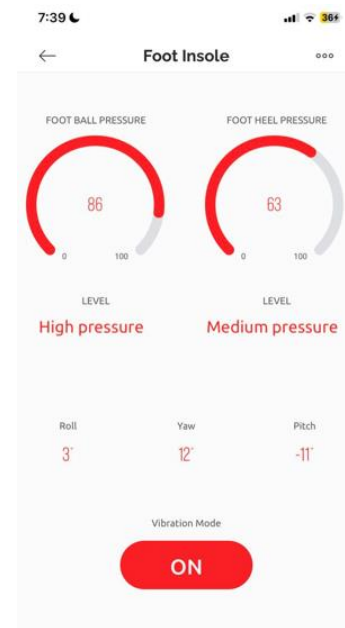 7:39
36
Foot Insole
FOOT BALL PRESSURE FOOT HEEL PRESSURE
86 63
0 100 0 100
LEVEL LEVEL
High pressure Medium pressure
Roll Yaw Pitch
3° 12° -11°
Vibration Mode
ON